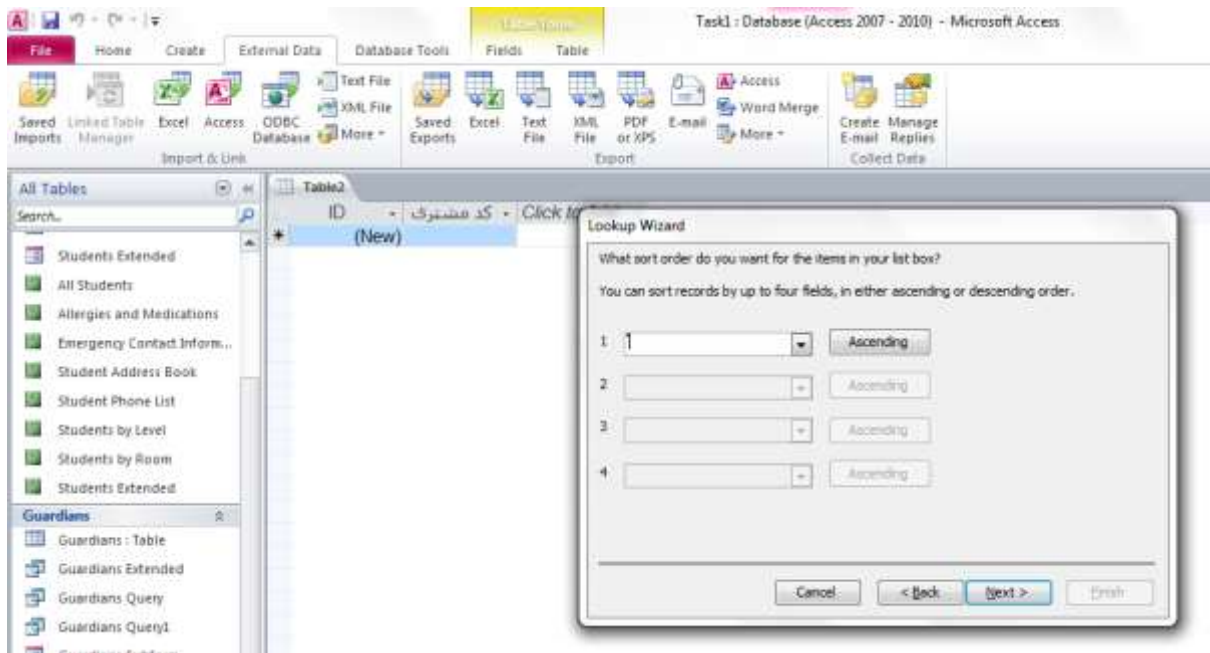 Task1 : Database (Access 2007 - 2010) - Microsoft Access
File Home Create External Data Database Tools Fields Table
Saved Imports
Linked Table Manager
Excel
Access
ODBC Database
Text File
XML File
More
Import & Link
Saved Exports
Excel
Text File
XML File
PDF or XPS
E-mail
Access
Word Merge
More
Export
Create E-mail
Manage Replies
Collect Data
All Tables
Search..
Students Extended
All Students
Allergies and Medications
Emergency Contact Inform...
Student Address Book
Student Phone List
Students by Level
Students by Room
Students Extended
Guardians
Guardians : Table
Guardians Extended
Guardians Query
Guardians Query1
Table2
ID کد مشترک Click to
(New)
Lookup Wizard
What sort order do you want for the items in your list box?
You can sort records by up to four fields, in either ascending or descending order.
1 Ascending
2 Ascending
3 Ascending
4 Ascending
Cancel < Back Next > Finish